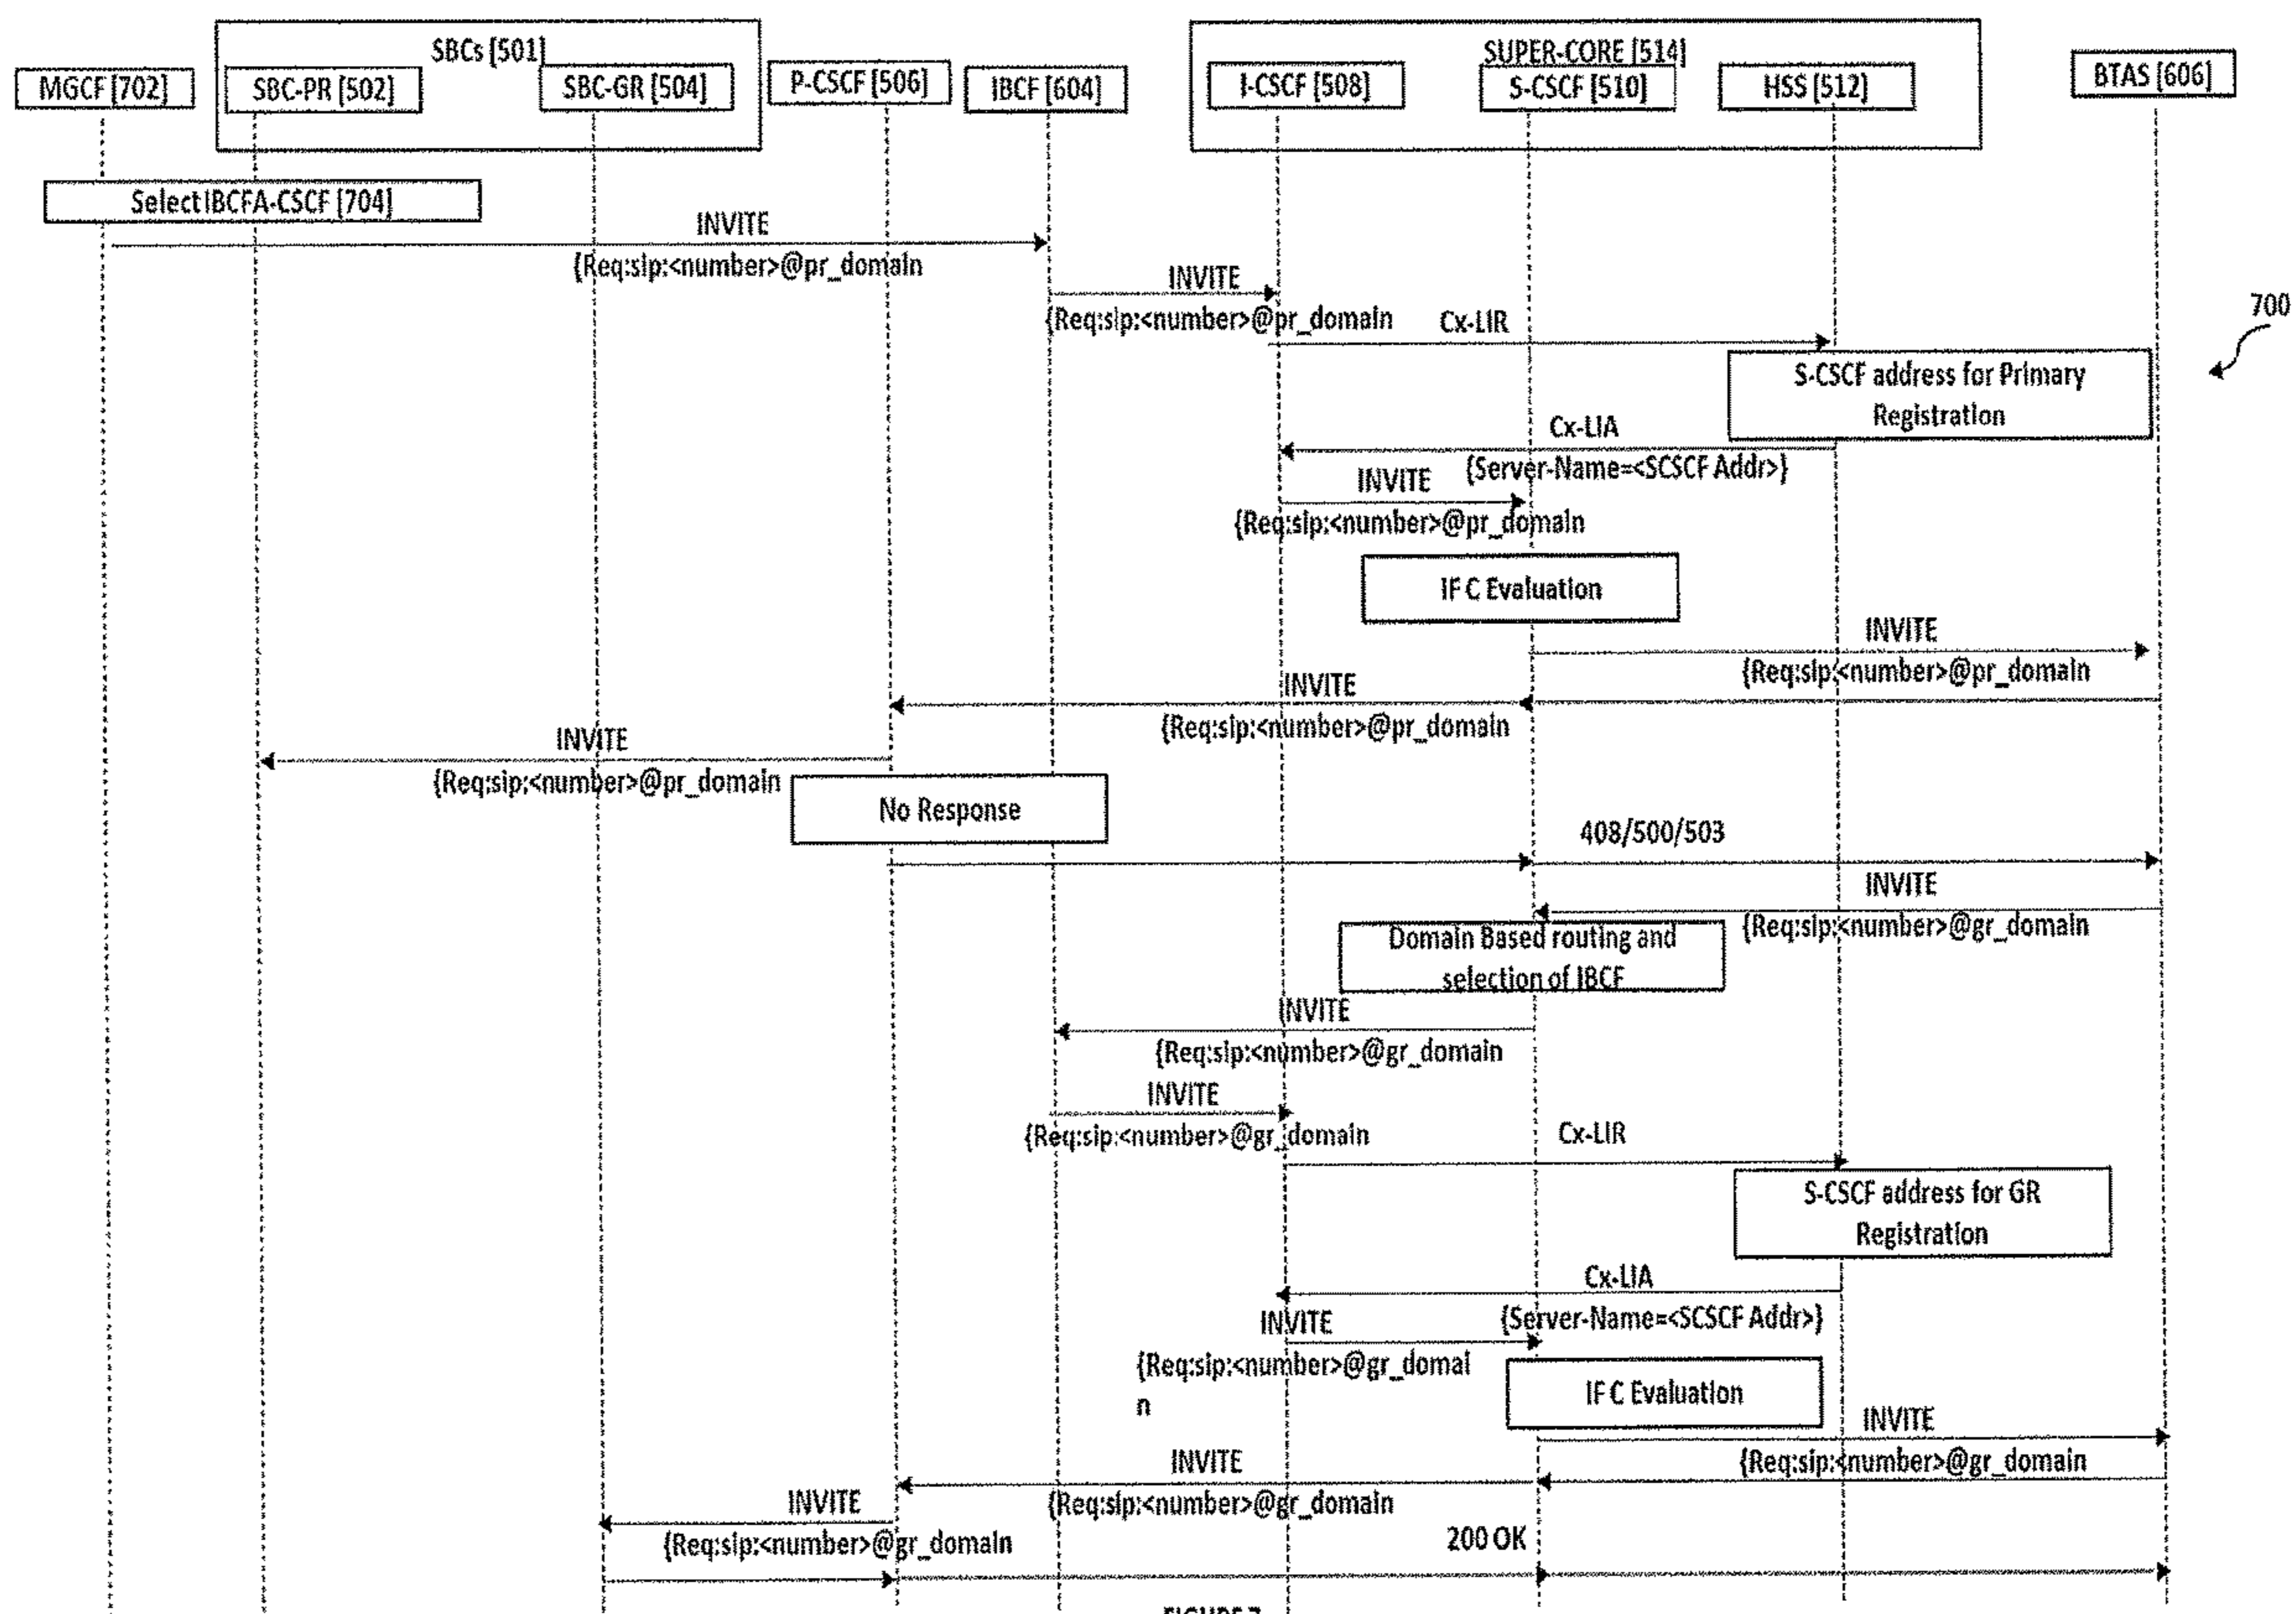 SBCs [501]
SUPER-CORE [514]
MGCF [702]
SBC-PR [502]
SBC-GR [504]
P-CSCF [506]
IBCF [604]
I-CSCF [508]
S-CSCF [510]
HSS [512]
BTAS [606]
Select IBCFA-CSCF [704]
INVITE
{Req:sip:<number>@pr_domain
INVITE
{Req:sip:<number>@pr_domain
Cx-LIR
700
S-CSCF address for Primary
Registration
Cx-LIA
{Server-Name=<SCSCF Addr>}
INVITE
{Req:sip:<number>@pr_domain
IFC Evaluation
INVITE
{Req:sip:<number>@pr_domain
INVITE
{Req:sip:<number>@pr_domain
INVITE
{Req:sip:<number>@pr_domain
No Response
408/500/503
INVITE
{Req:sip:<number>@gr_domain
Domain Based routing and
selection of IBCF
INVITE
{Req:sip:<number>@gr_domain
INVITE
{Req:sip:<number>@gr_domain
Cx-LIR
S-CSCF address for GR
Registration
Cx-LIA
{Server-Name=<SCSCF Addr>}
INVITE
{Req:sip:<number>@gr_domai
n
IFC Evaluation
INVITE
{Req:sip:<number>@gr_domain
INVITE
{Req:sip:<number>@gr_domain
INVITE
{Req:sip:<number>@gr_domain
200 OK
FIGURE 7